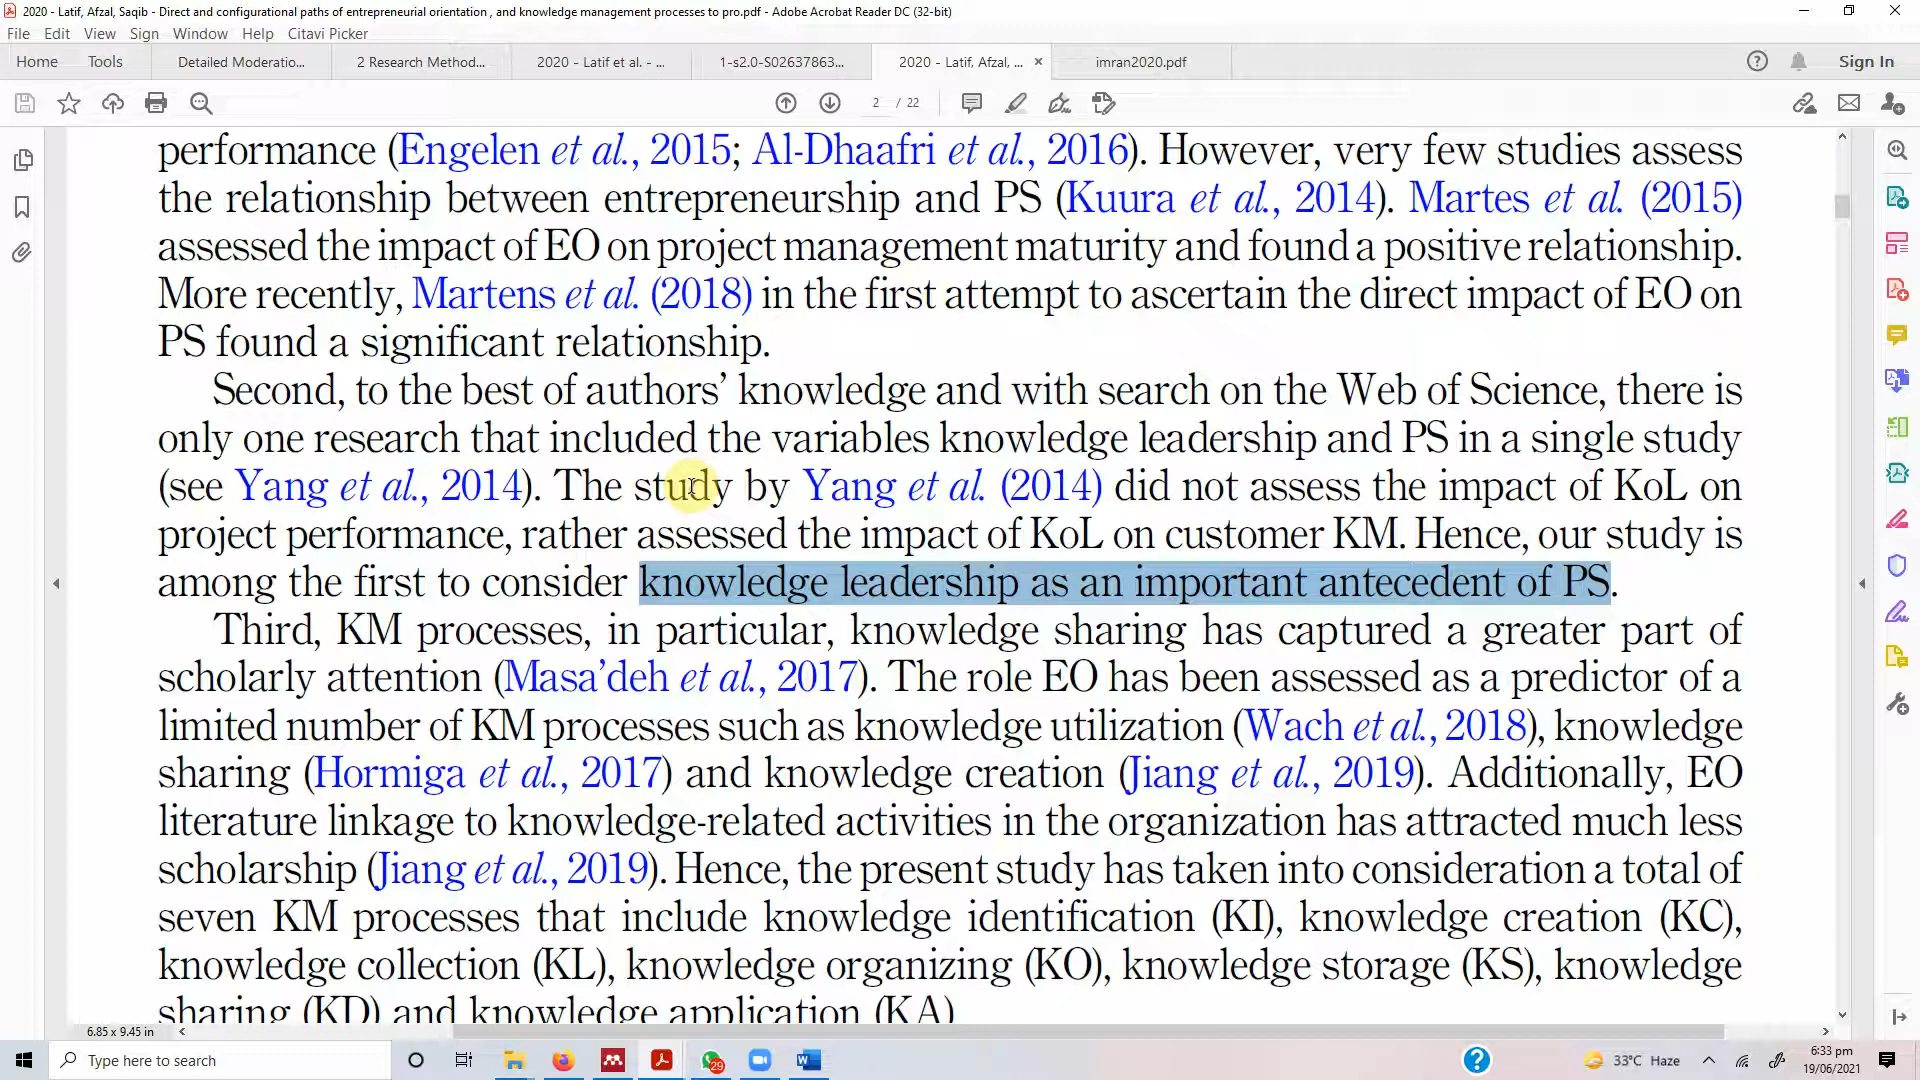 2020 - Latif, Afzal, Saqib - Direct and configurational paths of entrepreneurial orientation , and knowledge management processes to pro.pdf - Adobe Acrobat Reader DC (32-bit)
File Edit View Sign Window Help Citavi Picker
Home Tools Detailed Moderatio... 2 Research Method... 2020 - Latif et al. - ... 1-s2.0-S02637863... 2020 - Latif, Afzal, ... imran2020.pdf Sign In
2 / 22
performance (Engelen et al., 2015; Al-Dhaafri et al., 2016). However, very few studies assess
the relationship between entrepreneurship and PS (Kuura et al., 2014). Martes et al. (2015)
assessed the impact of EO on project management maturity and found a positive relationship.
More recently, Martens et al. (2018) in the first attempt to ascertain the direct impact of EO on
PS found a significant relationship.
Second, to the best of authors’ knowledge and with search on the Web of Science, there is
only one research that included the variables knowledge leadership and PS in a single study
(see Yang et al., 2014). The study by Yang et al. (2014) did not assess the impact of KoL on
project performance, rather assessed the impact of KoL on customer KM. Hence, our study is
among the first to consider knowledge leadership as an important antecedent of PS.
Third, KM processes, in particular, knowledge sharing has captured a greater part of
scholarly attention (Masa’deh et al., 2017). The role EO has been assessed as a predictor of a
limited number of KM processes such as knowledge utilization (Wach et al., 2018), knowledge
sharing (Hormiga et al., 2017) and knowledge creation (Jiang et al., 2019). Additionally, EO
literature linkage to knowledge-related activities in the organization has attracted much less
scholarship (Jiang et al., 2019). Hence, the present study has taken into consideration a total of
seven KM processes that include knowledge identification (KI), knowledge creation (KC),
knowledge collection (KL), knowledge organizing (KO), knowledge storage (KS), knowledge
sharing (KD) and knowledge application (KA)
6.85 x 9.45 in
Type here to search
29
33°C Haze
6:33 pm
19/06/2021